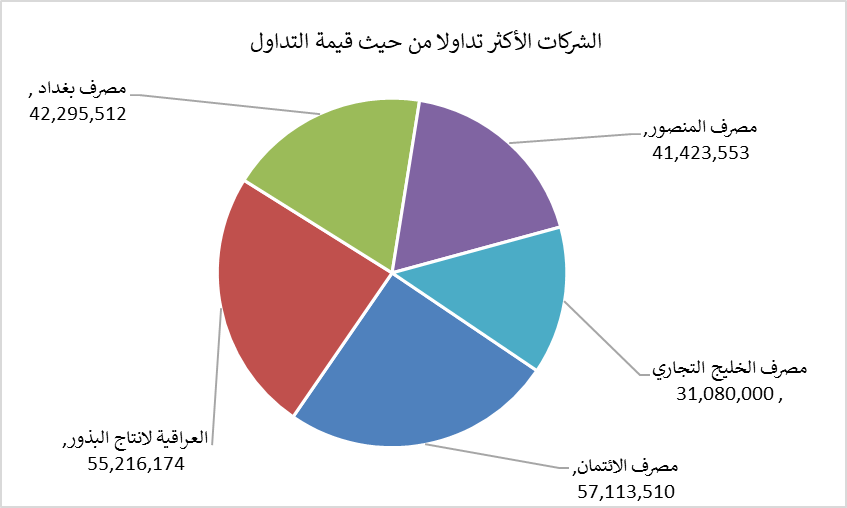 الشركات الأكثر تداولا من حيث قيمة التداول
مصرف بغداد ,
42,295,512
مصرف المنصور,
41,423,553
مصرف الخليج التجاري
, 31,080,000
العراقية لانتاج البذور,
55,216,174
مصرف الائتمان,
57,113,510